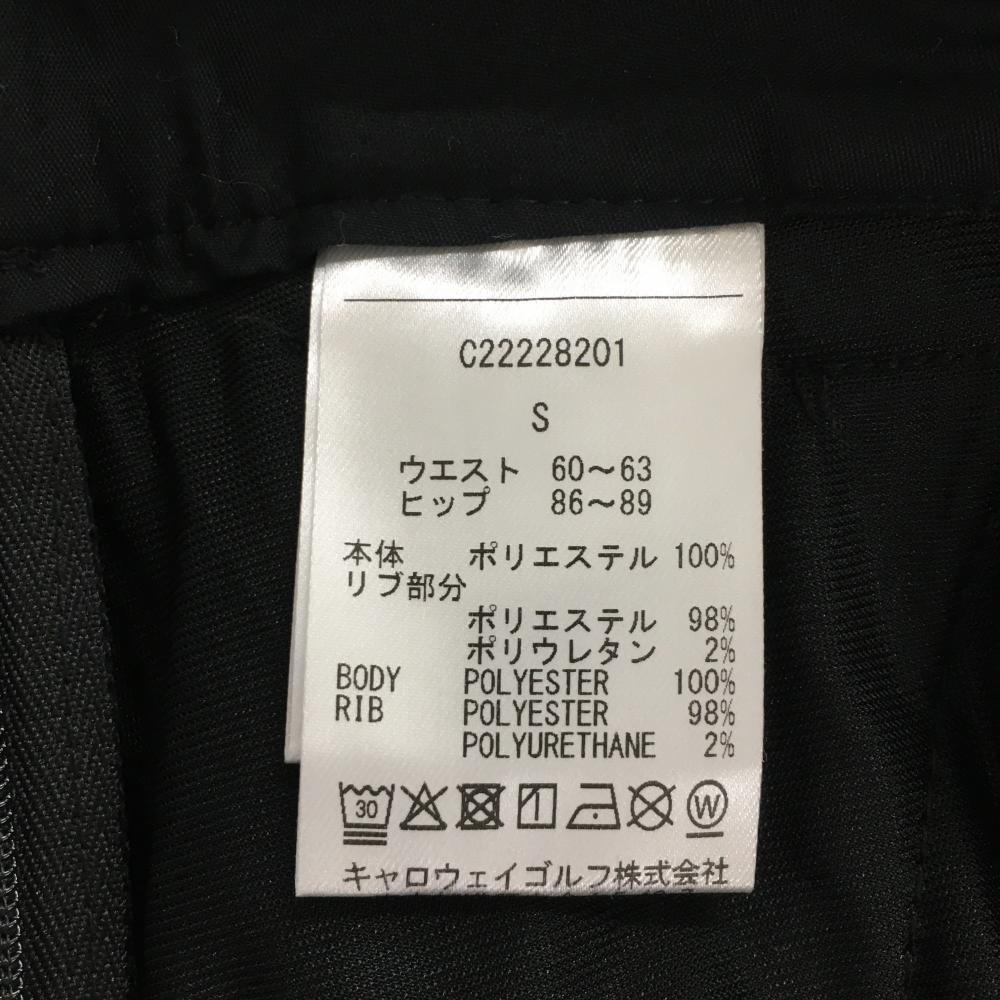 C22228201
S
ウエスト 60～63
ヒップ 86～89
本体 ポリエステル 100%
リブ部分
ポリエステル 98%
ポリウレタン 2%
BODY POLYESTER 100%
RIB POLYESTER 98%
POLYURETHANE 2%
30 W
キャロウェイゴルフ株式会社